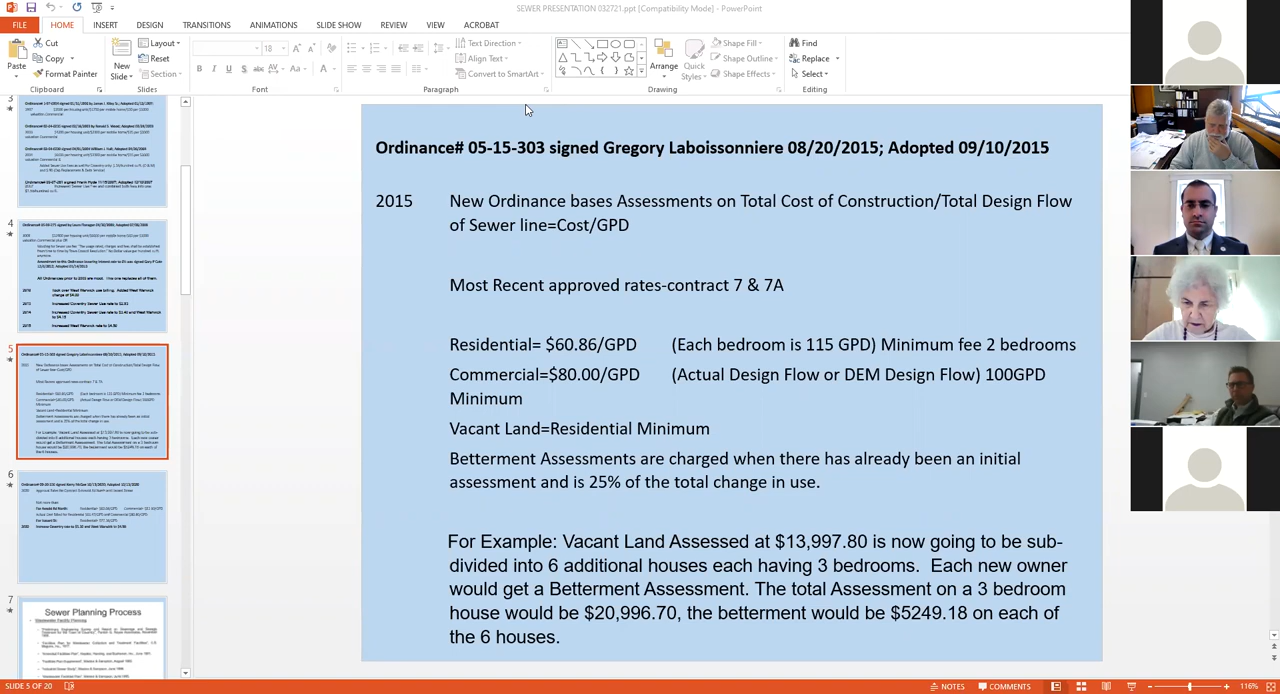 SEWER PRESENTATION 032721.ppt [Compatibility Mode] - PowerPoint
FILE HOME INSERT DESIGN TRANSITIONS ANIMATIONS SLIDE SHOW REVIEW VIEW ACROBAT
Paste
Cut
Copy
Format Painter
Clipboard
New
Slide
Layout
Reset
Section
Slides
18
B I U S abc AV Aa A
Font
Text Direction
Align Text
Convert to SmartArt
Paragraph
Arrange
Quick
Styles
Shape Fill
Shape Outline
Shape Effects
Drawing
Find
Replace
Select
Editing
3
4
5
6
7
Sewer Planning Process
Ordinance# 05-15-303 signed Gregory Laboissonniere 08/20/2015; Adopted 09/10/2015
2015 New Ordinance bases Assessments on Total Cost of Construction/Total Design Flow
of Sewer line=Cost/GPD
Most Recent approved rates-contract 7 & 7A
Residential= $60.86/GPD (Each bedroom is 115 GPD) Minimum fee 2 bedrooms
Commercial=$80.00/GPD (Actual Design Flow or DEM Design Flow) 100GPD
Minimum
Vacant Land=Residential Minimum
Betterment Assessments are charged when there has already been an initial
assessment and is 25% of the total change in use.
For Example: Vacant Land Assessed at $13,997.80 is now going to be sub-
divided into 6 additional houses each having 3 bedrooms. Each new owner
would get a Betterment Assessment. The total Assessment on a 3 bedroom
house would be $20,996.70, the betterment would be $5249.18 on each of
the 6 houses.
SLIDE 5 OF 20
NOTES COMMENTS 116%